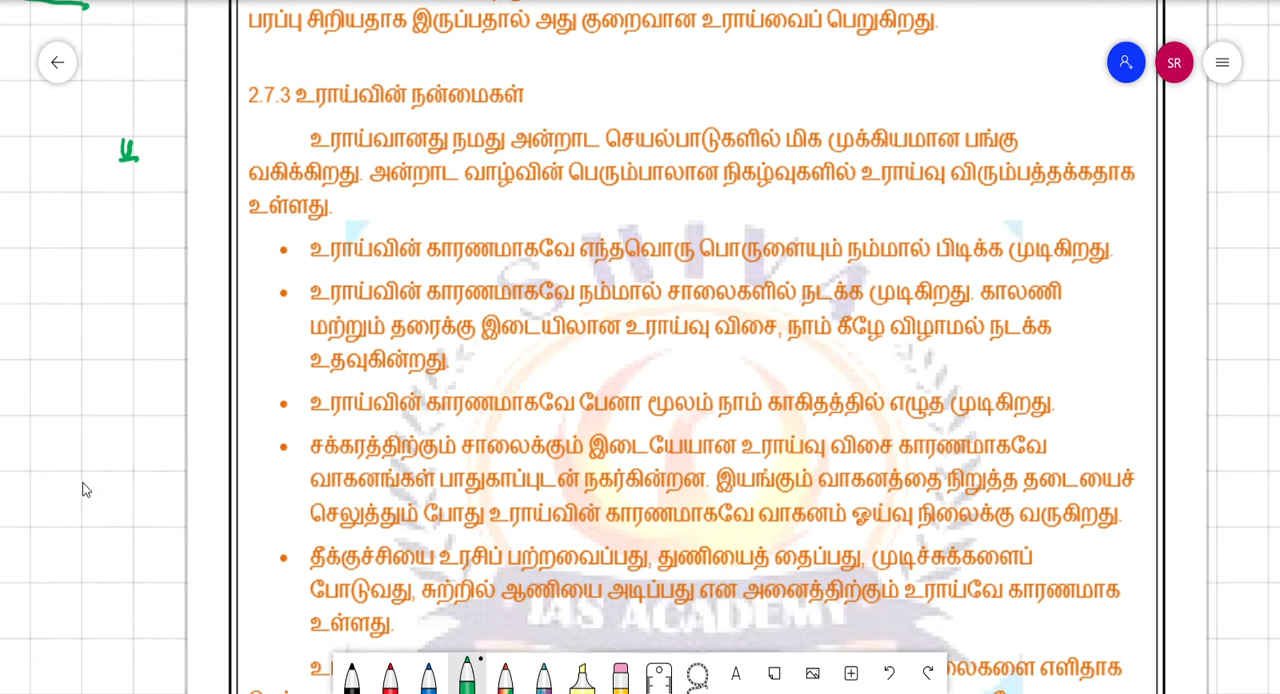 பரப்பு சிறியதாக இருப்பதால் அது குறைவான உராய்வைப் பெறுகிறது.
SR
2.7.3 உராய்வின் நன்மைகள்
உராய்வானது நமது அன்றாட செயல்பாடுகளில் மிக முக்கியமான பங்கு
வகிக்கிறது. அன்றாட வாழ்வின் பெரும்பாலான நிகழ்வுகளில் உராய்வு விரும்பத்தக்கதாக
உள்ளது.
SHIVA
• உராய்வின் காரணமாகவே எந்தவொரு பொருளையும் நம்மால் பிடிக்க முடிகிறது.
• உராய்வின் காரணமாகவே நம்மால் சாலைகளில் நடக்க முடிகிறது. காலணி
மற்றும் தரைக்கு இடையிலான உராய்வு விசை, நாம் கீழே விழாமல் நடக்க
உதவுகின்றது.
• உராய்வின் காரணமாகவே பேனா மூலம் நாம் காகிதத்தில் எழுத முடிகிறது.
• சக்கரத்திற்கும் சாலைக்கும் இடையேயான உராய்வு விசை காரணமாகவே
வாகனங்கள் பாதுகாப்புடன் நகர்கின்றன. இயங்கும் வாகனத்தை நிறுத்த தடையைச்
செலுத்தும் போது உராய்வின் காரணமாகவே வாகனம் ஓய்வு நிலைக்கு வருகிறது.
• தீக்குச்சியை உரசிப் பற்றவைப்பது, துணியைத் தைப்பது, முடிச்சுக்களைப்
போடுவது, சுற்றில் ஆணியை அடிப்பது என அனைத்திற்கும் உராய்வே காரணமாக
உள்ளது.
IAS ACADEMY
எளிதாக